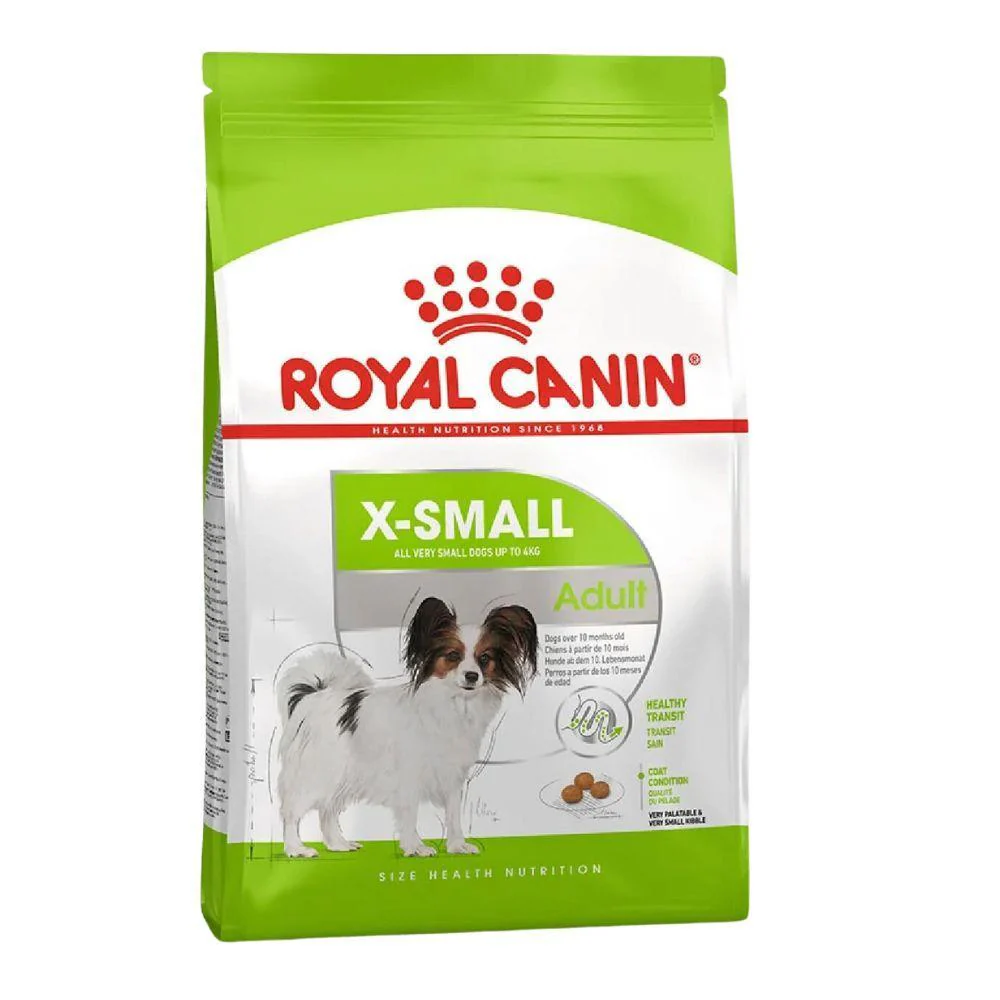 ROYAL CANIN®
HEALTH NUTRITION SINCE 1968
X-SMALL
ALL VERY SMALL DOGS UP TO 4KG
Adult
Dogs over 10 months old
Chiens à partir de 10 mois
Hunde ab dem 10. Lebensmonat
Perros a partir de los 10 meses
de edad
HEALTHY
TRANSIT
TRANSIT
SAIN
COAT
CONDITION
QUALITÉ
DU PELAGE
VERY PALATABLE &
VERY SMALL KIBBLE
SIZE HEALTH NUTRITION